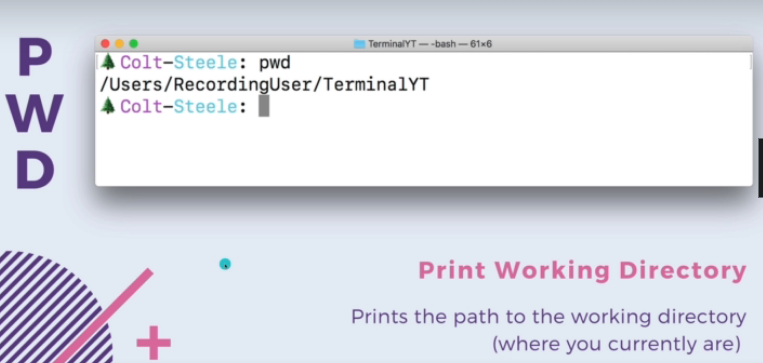 P
W
D
TerminalYT — -bash — 61×6
🌲Colt-Steele: pwd
/Users/RecordingUser/TerminalYT
🌲Colt-Steele:
Print Working Directory
Prints the path to the working directory
(where you currently are)